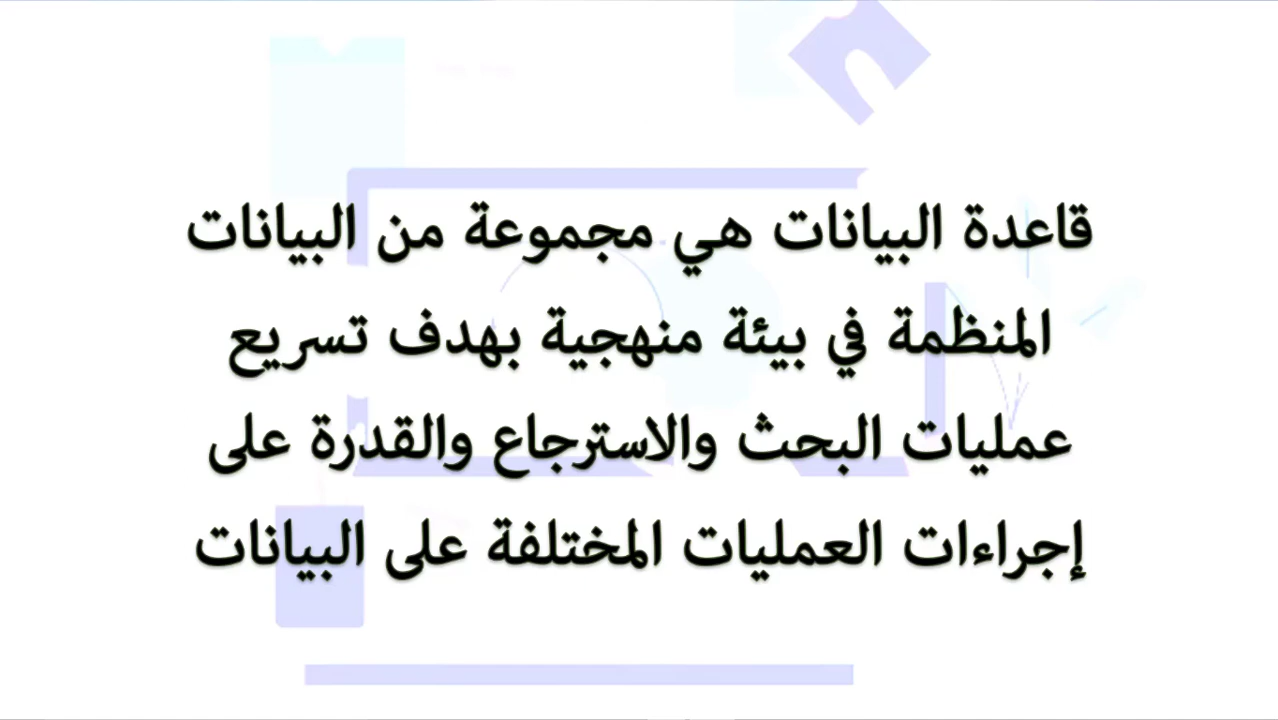 قاعدة البيانات هي مجموعة من البيانات
المنظمة في بيئة منهجية بهدف تسريع
عمليات البحث والاسترجاع والقدرة على
إجراءات العمليات المختلفة على البيانات